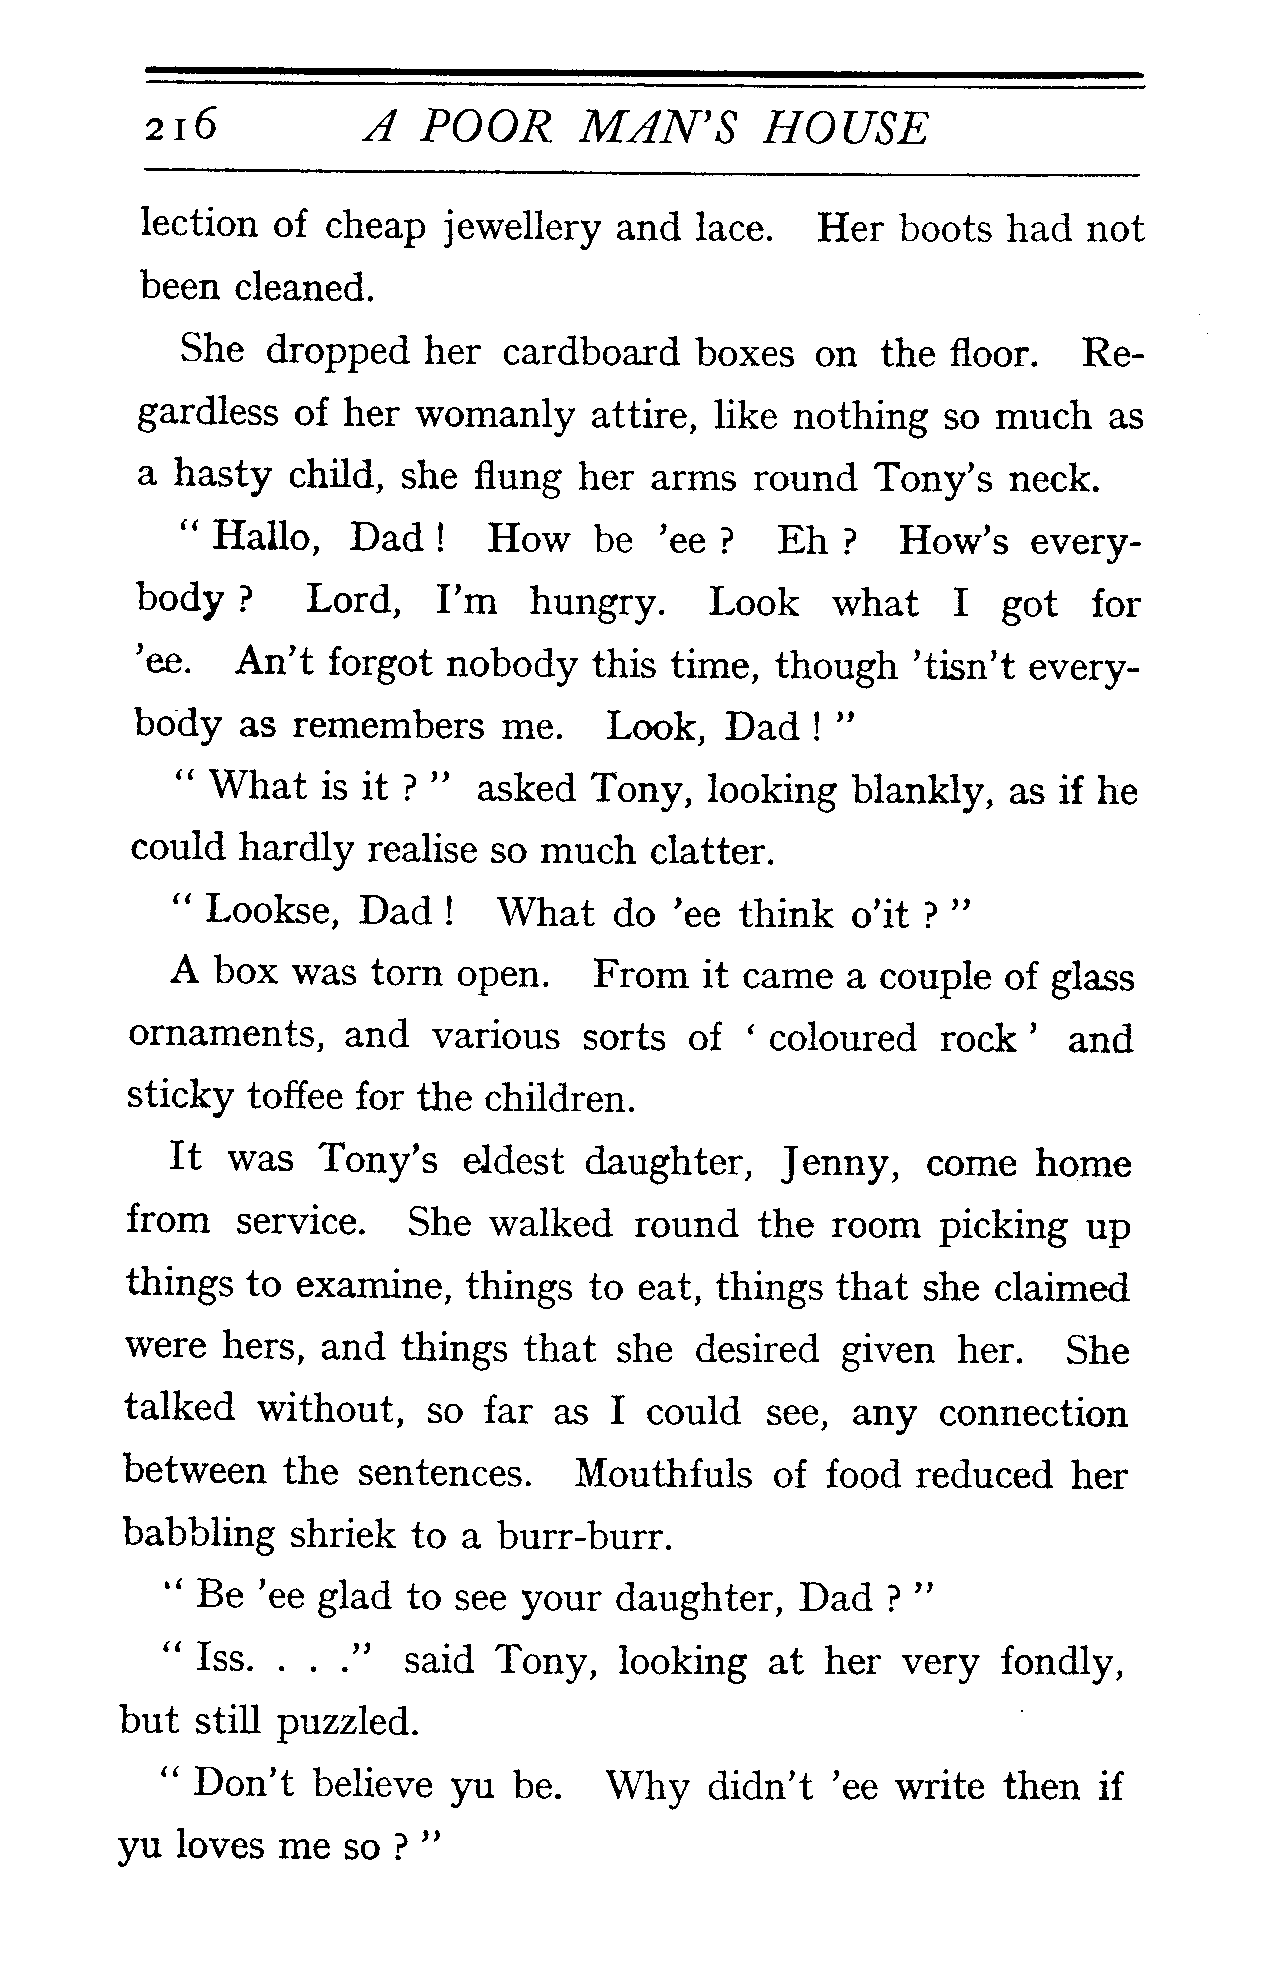 216 A POOR MAN'S HOUSE
lection of cheap jewellery and lace. Her boots had not
been cleaned.
She dropped her cardboard boxes on the floor. Re-
gardless of her womanly attire, like nothing so much as
a hasty child, she flung her arms round Tony's neck.
" Hallo, Dad ! How be 'ee ? Eh ? How's every-
body ? Lord, I'm hungry. Look what I got for
'ee. An't forgot nobody this time, though 'tisn't every-
body as remembers me. Look, Dad ! "
" What is it ? " asked Tony, looking blankly, as if he
could hardly realise so much clatter.
" Lookse, Dad ! What do 'ee think o'it ? "
A box was torn open. From it came a couple of glass
ornaments, and various sorts of ' coloured rock ' and
sticky toffee for the children.
It was Tony's eldest daughter, Jenny, come home
from service. She walked round the room picking up
things to examine, things to eat, things that she claimed
were hers, and things that she desired given her. She
talked without, so far as I could see, any connection
between the sentences. Mouthfuls of food reduced her
babbling shriek to a burr-burr.
" Be 'ee glad to see your daughter, Dad ? "
" Iss. . . ." said Tony, looking at her very fondly,
but still puzzled.
" Don't believe yu be. Why didn't 'ee write then if
yu loves me so ? "